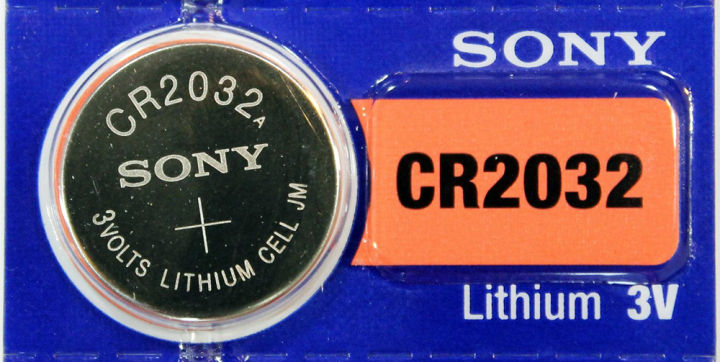 CR2032A
SONY
+
3VOLTS LITHIUM CELL JM
SONY
CR2032
Lithium 3V